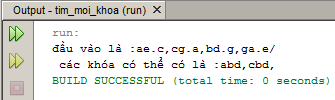 Output - tim_moi_khoa (run)
run:
đầu vào là :ae.c,cg.a,bd.g,ga.e/
các khóa có thể có là :abd,cbd,
BUILD SUCCESSFUL (total time: 0 seconds)